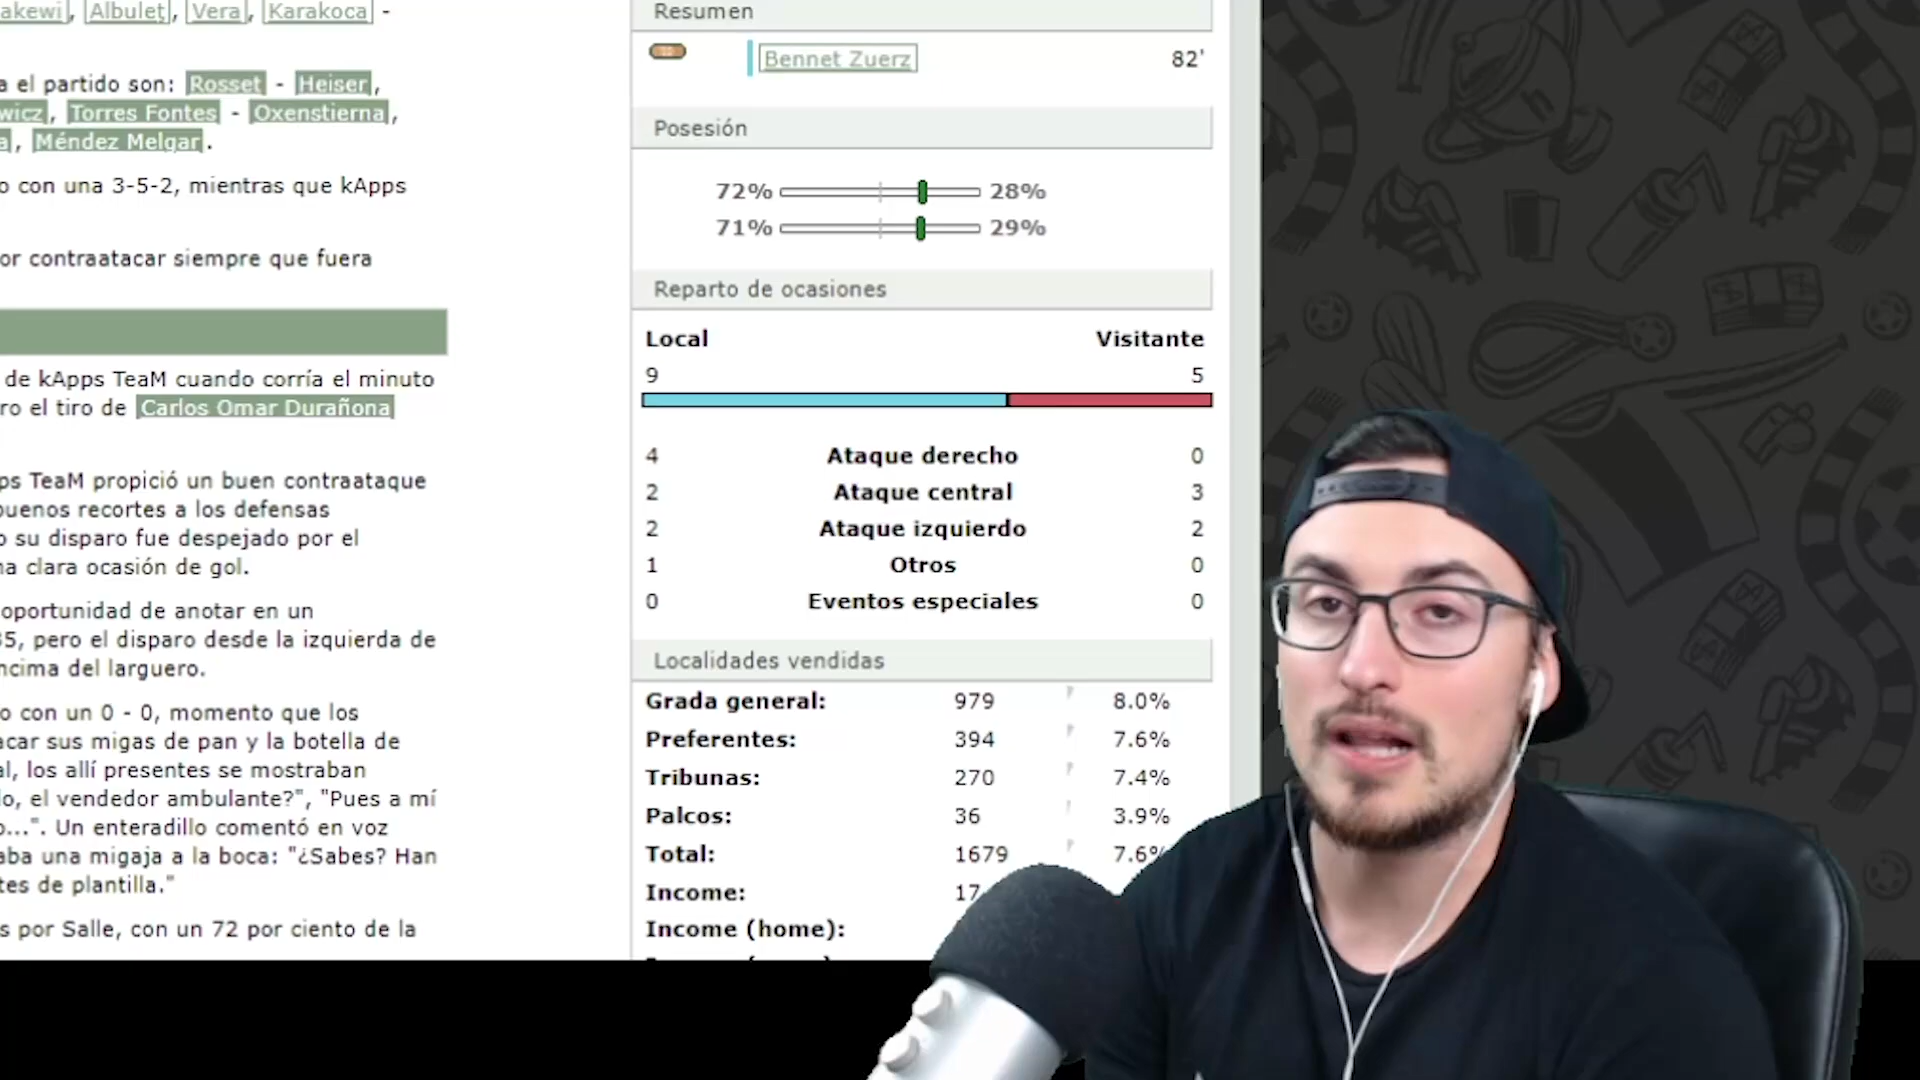 akewi, Albuleț, Vera, Karakoca -
a el partido son: Rosset - Heiser,
wicz, Torres Fontes - Oxenstierna,
a, Méndez Melgar.
o con una 3-5-2, mientras que kApps
or contraatacar siempre que fuera
de kApps TeaM cuando corría el minuto
ro el tiro de Carlos Omar Durañona
ps TeaM propició un buen contraataque
buenos recortes a los defensas
o su disparo fue despejado por el
na clara ocasión de gol.
oportunidad de anotar en un
35, pero el disparo desde la izquierda de
ncima del larguero.
o con un 0 - 0, momento que los
acar sus migas de pan y la botella de
al, los allí presentes se mostraban
lo, el vendedor ambulante?", "Pues a mí
o...". Un enteradillo comentó en voz
aba una migaja a la boca: "¿Sabes? Han
tes de plantilla."
s por Salle, con un 72 por ciento de la
Resumen
Bennet Zuerz 82'
Posesión
72% 28%
71% 29%
Reparto de ocasiones
Local Visitante
9 5
4 Ataque derecho 0
2 Ataque central 3
2 Ataque izquierdo 2
1 Otros 0
0 Eventos especiales 0
Localidades vendidas
Grada general: 979 8.0%
Preferentes: 394 7.6%
Tribunas: 270 7.4%
Palcos: 36 3.9%
Total: 1679 7.6%
Income: 17
Income (home):